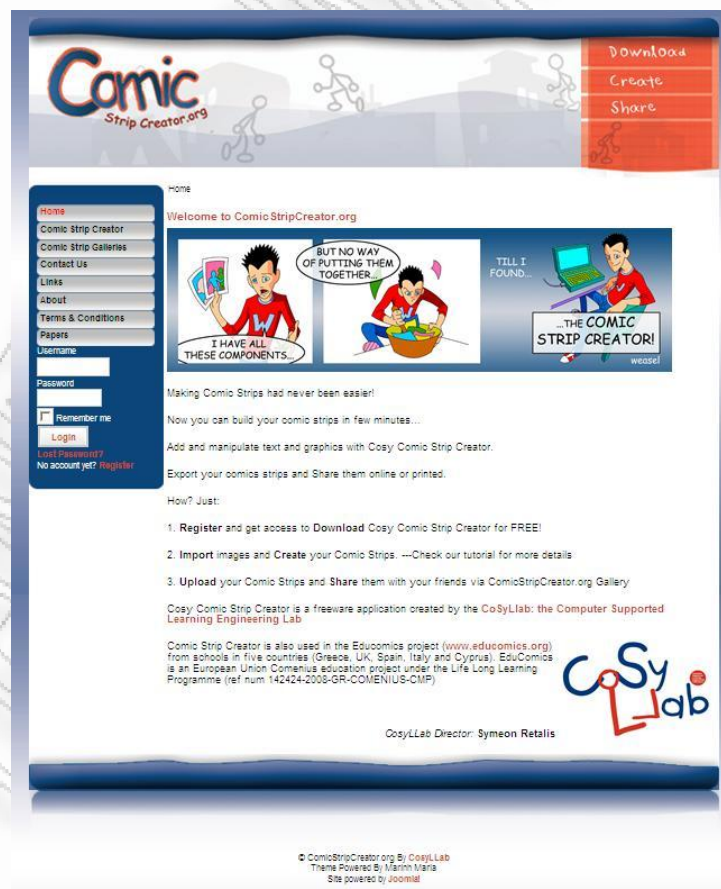 Comic
Strip Creator.org
Download
Create
Share
Home
Comic Strip Creator
Comic Strip Galleries
Contact Us
Links
About
Terms & Conditions
Papers
Username
Password
Remember me
Login
Lost Password?
No account yet? Register
Home
Welcome to ComicStripCreator.org
I HAVE ALL
THESE COMPONENTS...
BUT NO WAY
OF PUTTING THEM
TOGETHER...
TILL I
FOUND...
...THE COMIC
STRIP CREATOR!
weasel
Making Comic Strips had never been easier!
Now you can build your comic strips in few minutes...
Add and manipulate text and graphics with Cosy Comic Strip Creator.
Export your comics strips and Share them online or printed.
How? Just:
1. Register and get access to Download Cosy Comic Strip Creator for FREE!
2. Import images and Create your Comic Strips. ---Check our tutorial for more details
3. Upload your Comic Strips and Share them with your friends via ComicStripCreator.org Gallery
Cosy Comic Strip Creator is a freeware application created by the CoSyLlab: the Computer Supported
Learning Engineering Lab
Comic Strip Creator is also used in the Educomics project (www.educomics.org)
from schools in five countries (Greece, UK, Spain, Italy and Cyprus). EduComics
is an European Union Comenius education project under the Life Long Learning
Programme (ref num 142424-2008-GR-COMENIUS-CMP)
CoSy
Lab
CosyLLab Director: Symeon Retalis
© ComicStripCreator.org By CosyLLab
Theme Powered By Marinh Maria
Site powered by Joomla!